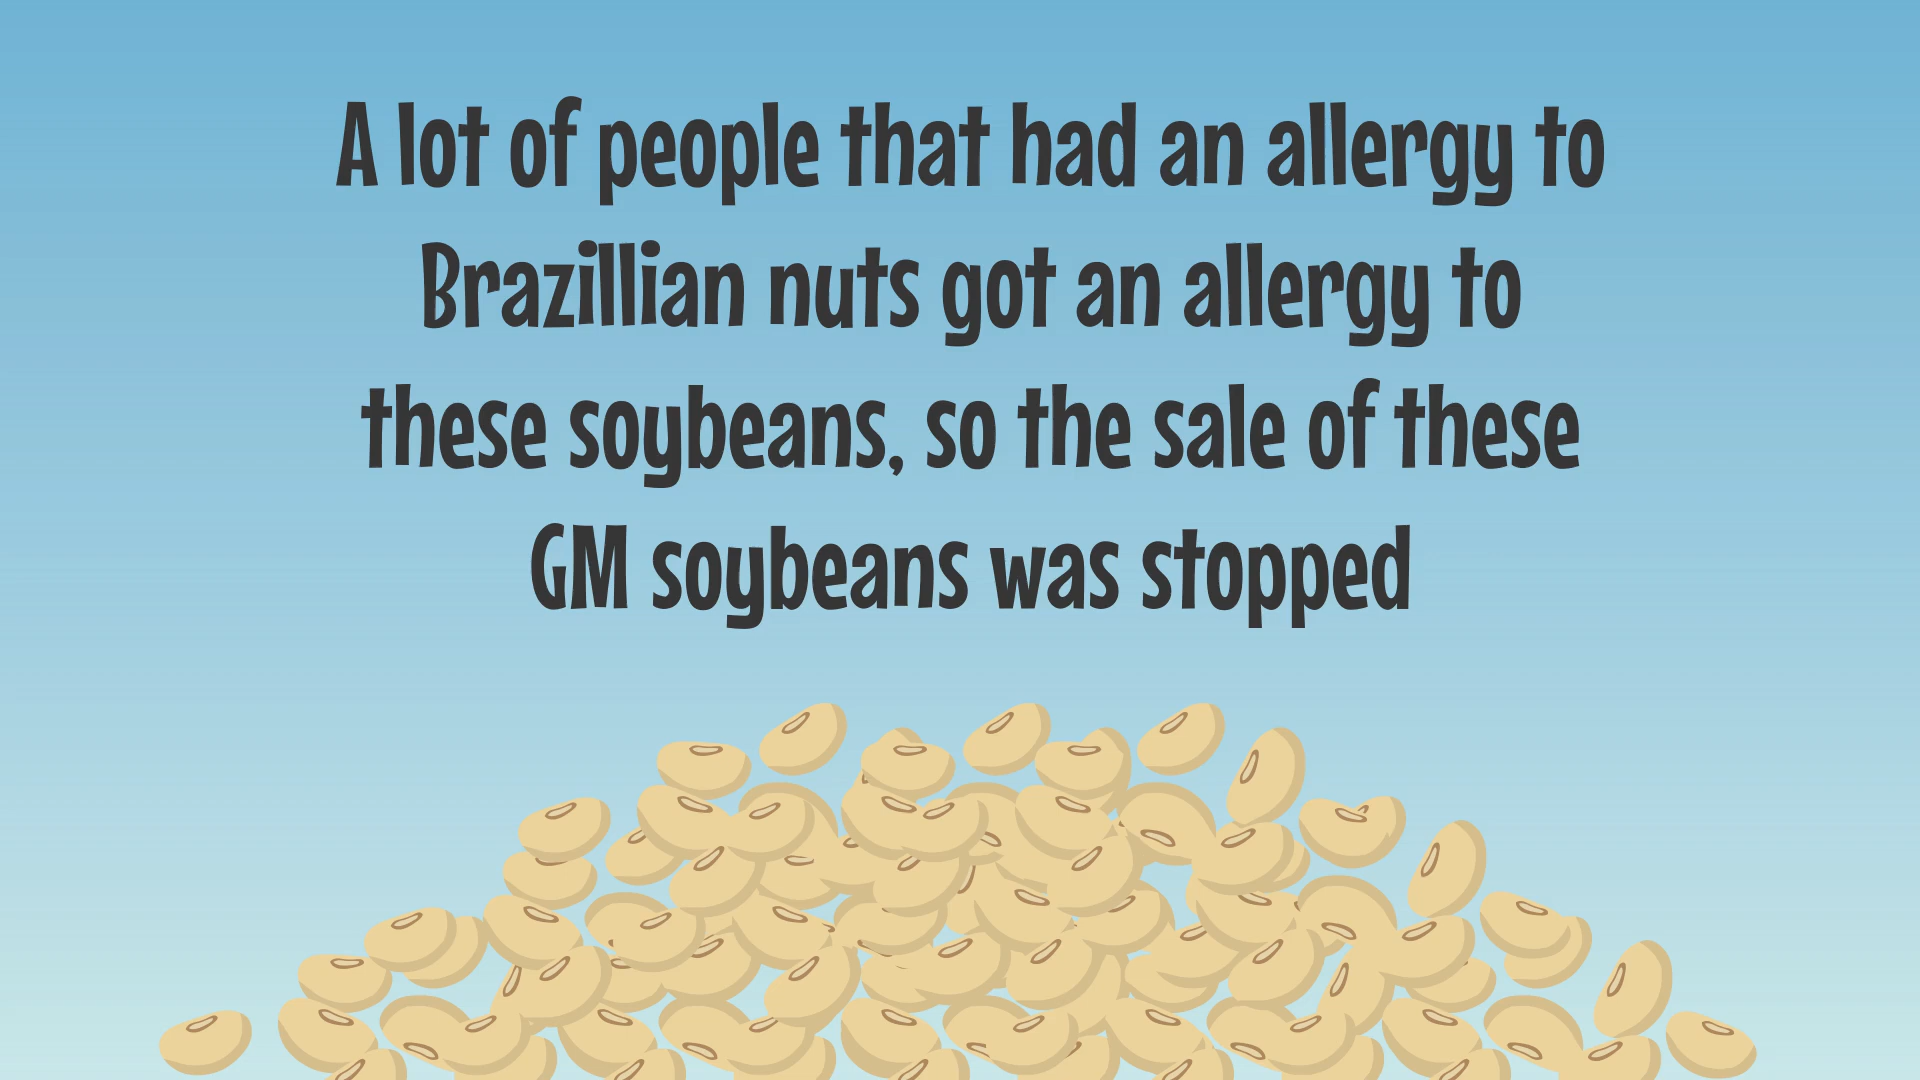 A lot of people that had an allergy to
Brazillian nuts got an allergy to
these soybeans, so the sale of these
GM soybeans was stopped